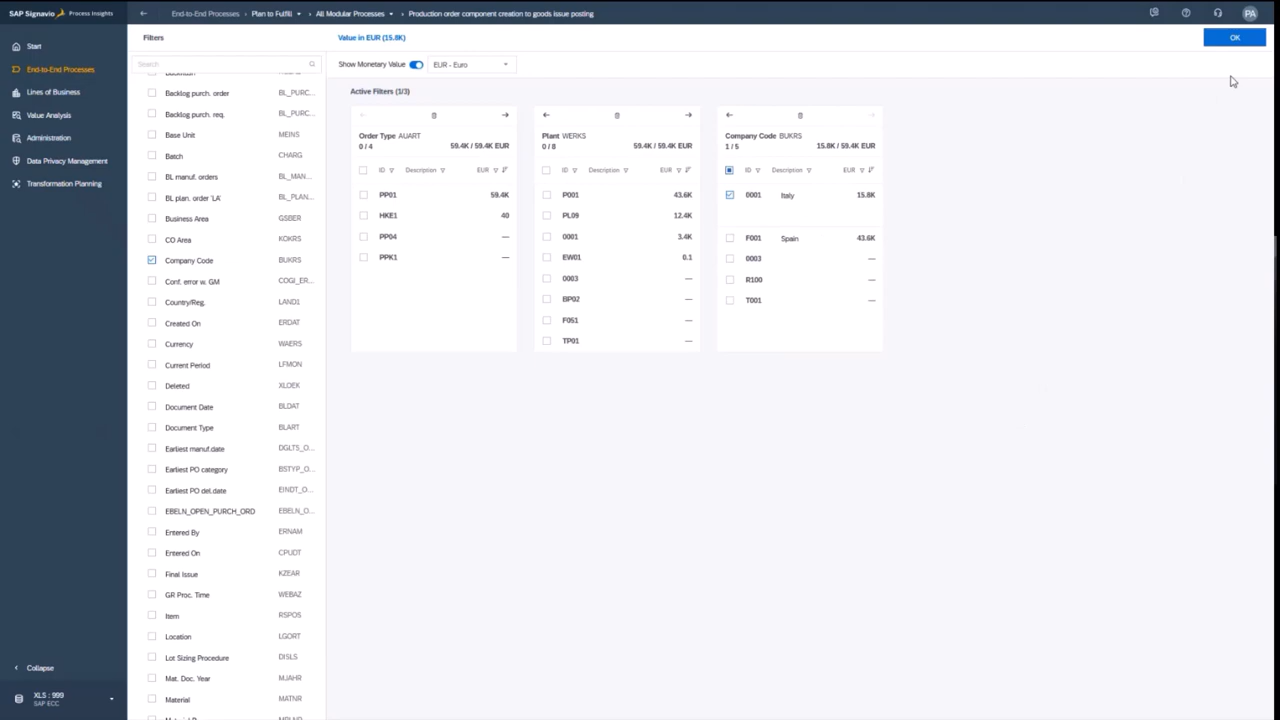 SAP Signavio Process Insights
End-to-End Processes › Plan to Fulfill › All Modular Processes › Production order component creation to goods issue posting
PA
Start
End-to-End Processes
Lines of Business
Value Analysis
Administration
Data Privacy Management
Transformation Planning
Collapse
XLS : 999
SAP ECC
Filters
Search
Backlog purch. order BL_PURC...
Backlog purch. req. BL_PURC...
Base Unit MEINS
Batch CHARG
BL manuf. orders BL_MAN...
BL plan. order 'LA' BL_PLAN...
Business Area GSBER
CO Area KOKRS
Company Code BUKRS
Conf. error w. GM COGI_ER...
Country/Reg. LAND1
Created On ERDAT
Currency WAERS
Current Period LFMON
Deleted XLOEK
Document Date BLDAT
Document Type BLART
Earliest manuf.date DGLTS_O...
Earliest PO category BSTYP_O...
Earliest PO del.date EINDT_O...
EBELN_OPEN_PURCH_ORD EBELN_O...
Entered By ERNAM
Entered On CPUDT
Final Issue KZEAR
GR Proc. Time WEBAZ
Item RSPOS
Location LGORT
Lot Sizing Procedure DISLS
Mat. Doc. Year MJAHR
Material MATNR
Value in EUR (15.8K)
OK
Show Monetary Value EUR - Euro
Active Filters (1/3)
Order Type AUART
0 / 4 59.4K / 59.4K EUR
ID Description EUR
PP01 59.4K
HKE1 40
PP04 —
PPK1 —
Plant WERKS
0 / 8 59.4K / 59.4K EUR
ID Description EUR
P001 43.6K
PL09 12.4K
0001 3.4K
EW01 0.1
0003 —
BP02 —
F051 —
TP01 —
Company Code BUKRS
1 / 5 15.8K / 59.4K EUR
ID Description EUR
0001 Italy 15.8K
F001 Spain 43.6K
0003 —
R100 —
T001 —